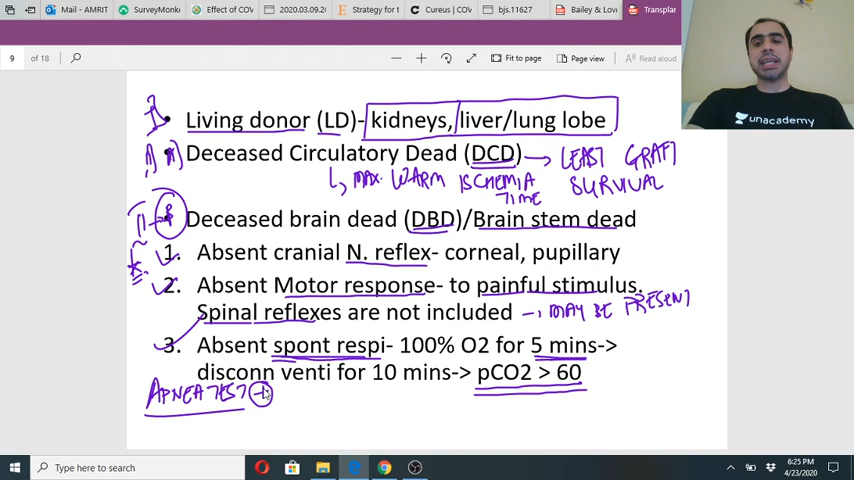 Mail - AMRIT
SurveyMonk
Effect of COV
2020.03.09.20
Strategy for t
Cureus | COV
bjs.11627
Bailey & Love
Transplar
9 of 18
Fit to page
Page view
Read aloud
unacademy
• Living donor (LD)- kidneys, liver/lung lobe
• Deceased Circulatory Dead (DCD) → LEAST GRAFT
MAX. WARM ISCHEMIA TIME
SURVIVAL
Deceased brain dead (DBD)/Brain stem dead
1. Absent cranial N. reflex- corneal, pupillary
2. Absent Motor response- to painful stimulus.
Spinal reflexes are not included → MAY BE PRESENT
3. Absent spont respi- 100% O2 for 5 mins->
disconn venti for 10 mins-> pCO2 > 60
APNEA TEST +
Type here to search
6:25 PM
4/23/2020